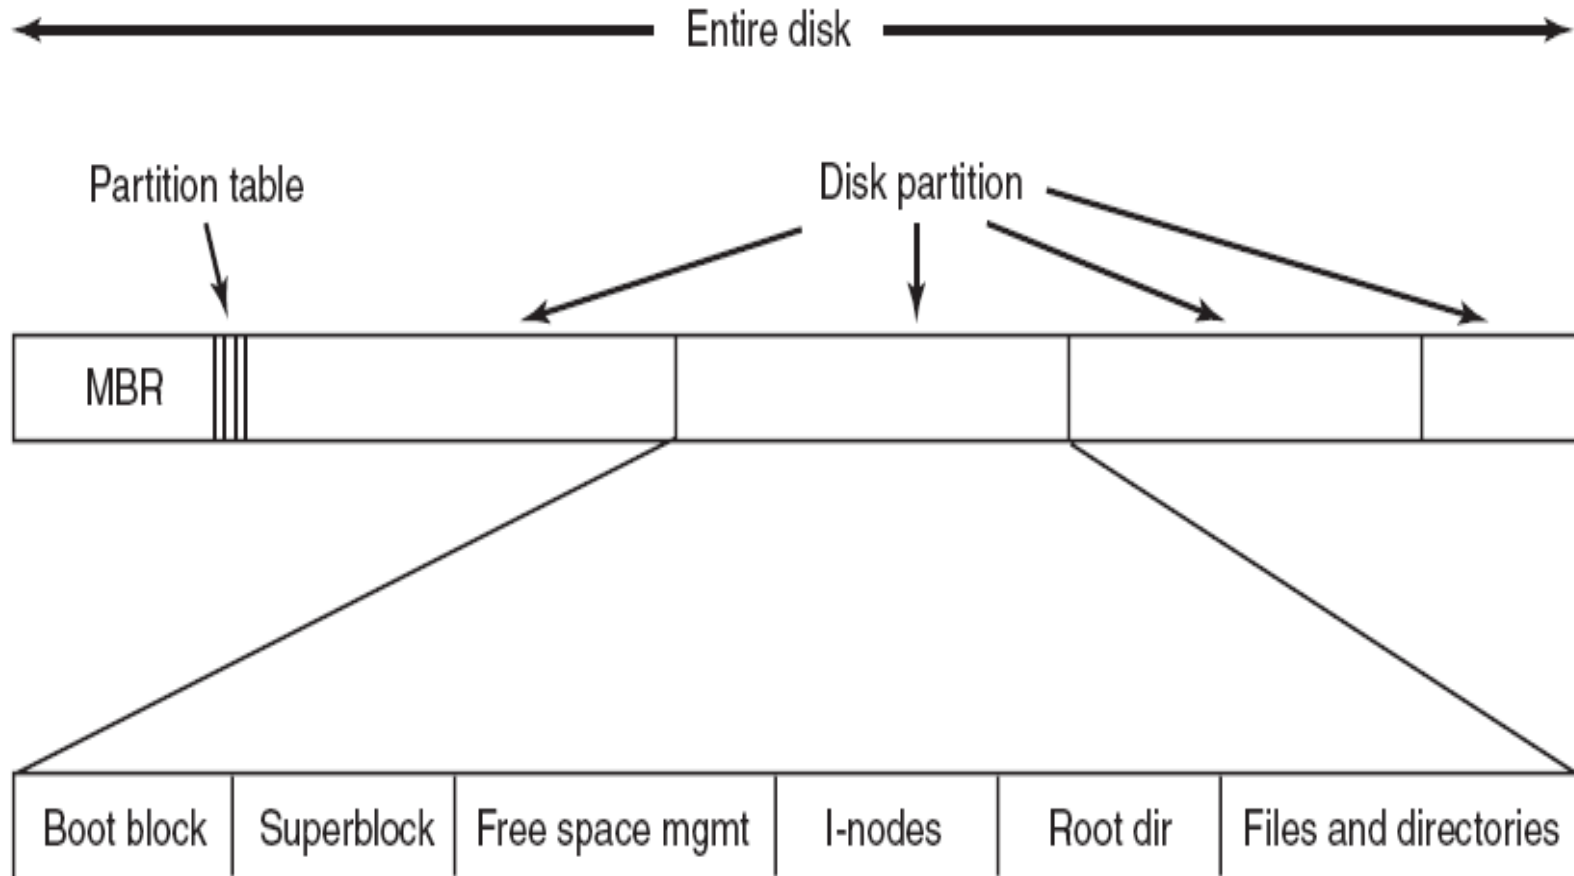 Entire disk
Partition table
Disk partition
MBR
Boot block
Superblock
Free space mgmt
I-nodes
Root dir
Files and directories